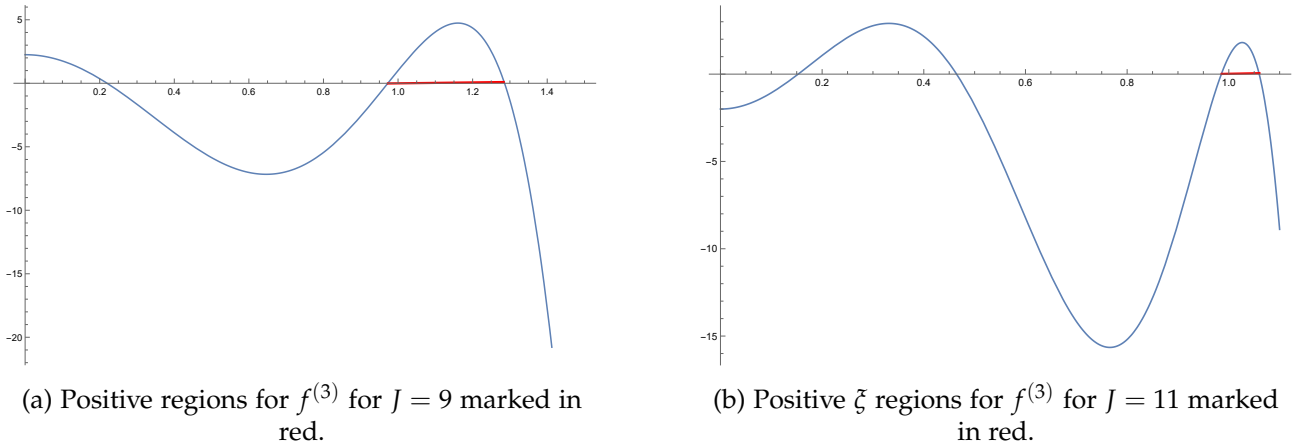 5
-5
-10
-15
-20
0.2 0.4 0.6 0.8 1.0 1.2 1.4
(a) Positive regions for f^(3) for J = 9 marked in
red.
-5
-10
-15
0.2 0.4 0.6 0.8 1.0
(b) Positive ξ regions for f^(3) for J = 11 marked
in red.